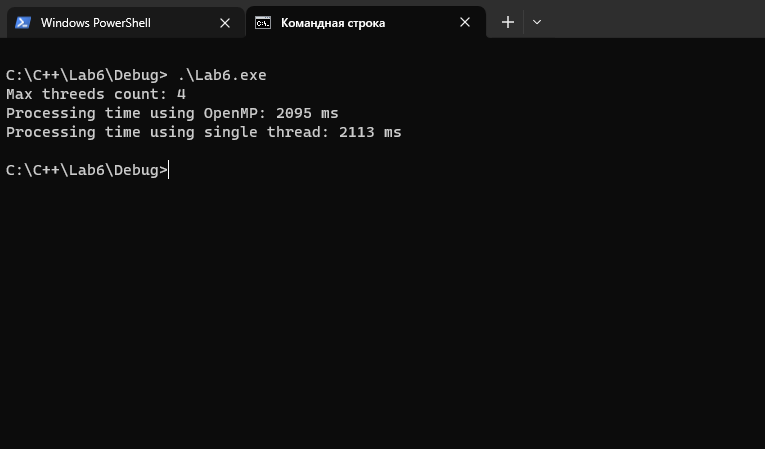 Windows PowerShell
Командная строка
C:\C++\Lab6\Debug> .\Lab6.exe
Max threeds count: 4
Processing time using OpenMP: 2095 ms
Processing time using single thread: 2113 ms
C:\C++\Lab6\Debug>